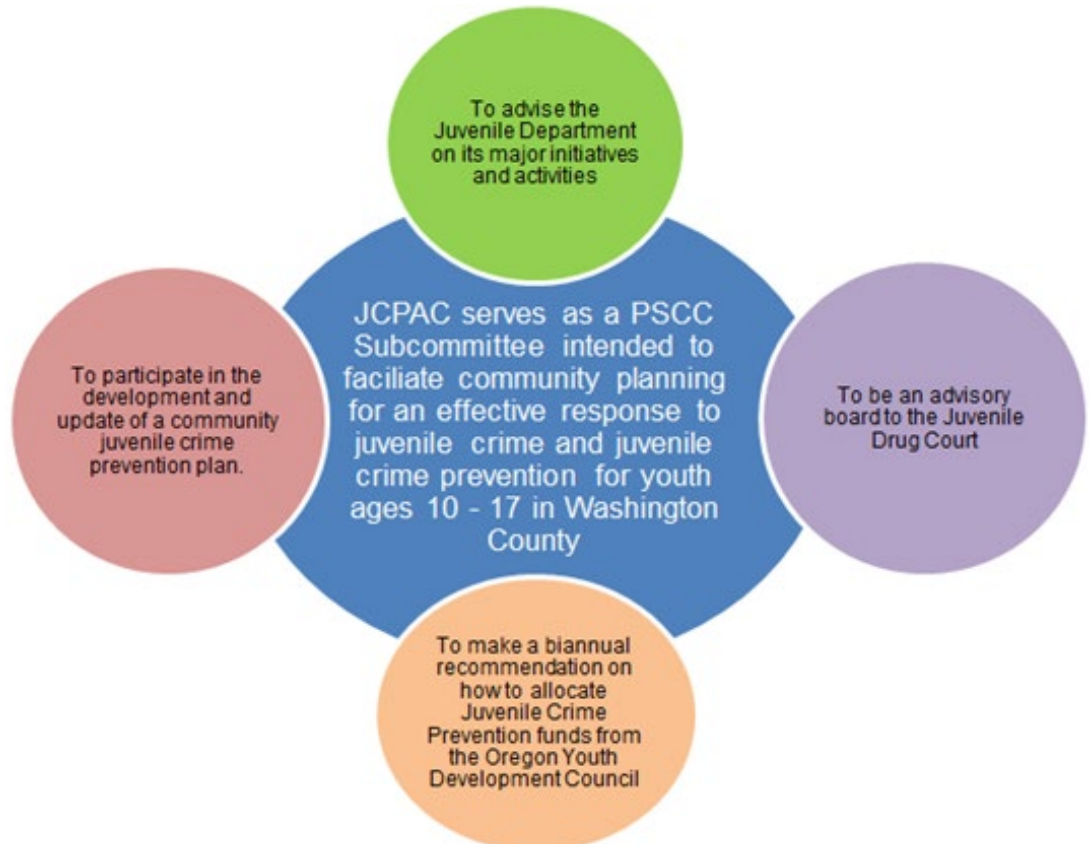 To advise the
Juvenile Department
on its major initiatives
and activities
JCPAC serves as a PSCC
Subcommittee intended to
faciliate community planning
for an effective response to
juvenile crime and juvenile
crime prevention for youth
ages 10 - 17 in Washington
County
To participate in the
development and
update of a community
juvenile crime
prevention plan.
To be an advisory
board to the Juvenile
Drug Court
To make a biannual
recommendation on
how to allocate
Juvenile Crime
Prevention funds from
the Oregon Youth
Development Council